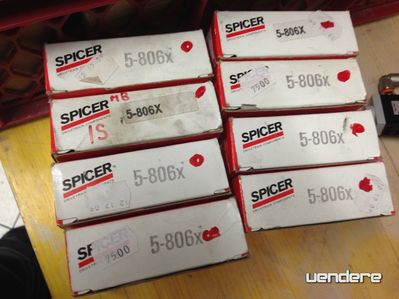 SPICER
5-806x
SPICER
5-806X
MB
IS
SPICER
5-806x
SPICER
5-806x
7500
SPICER
5-806X
SPICER
5-806x
7500
SPICER
5-806x
SPICER
5-806x
uendere